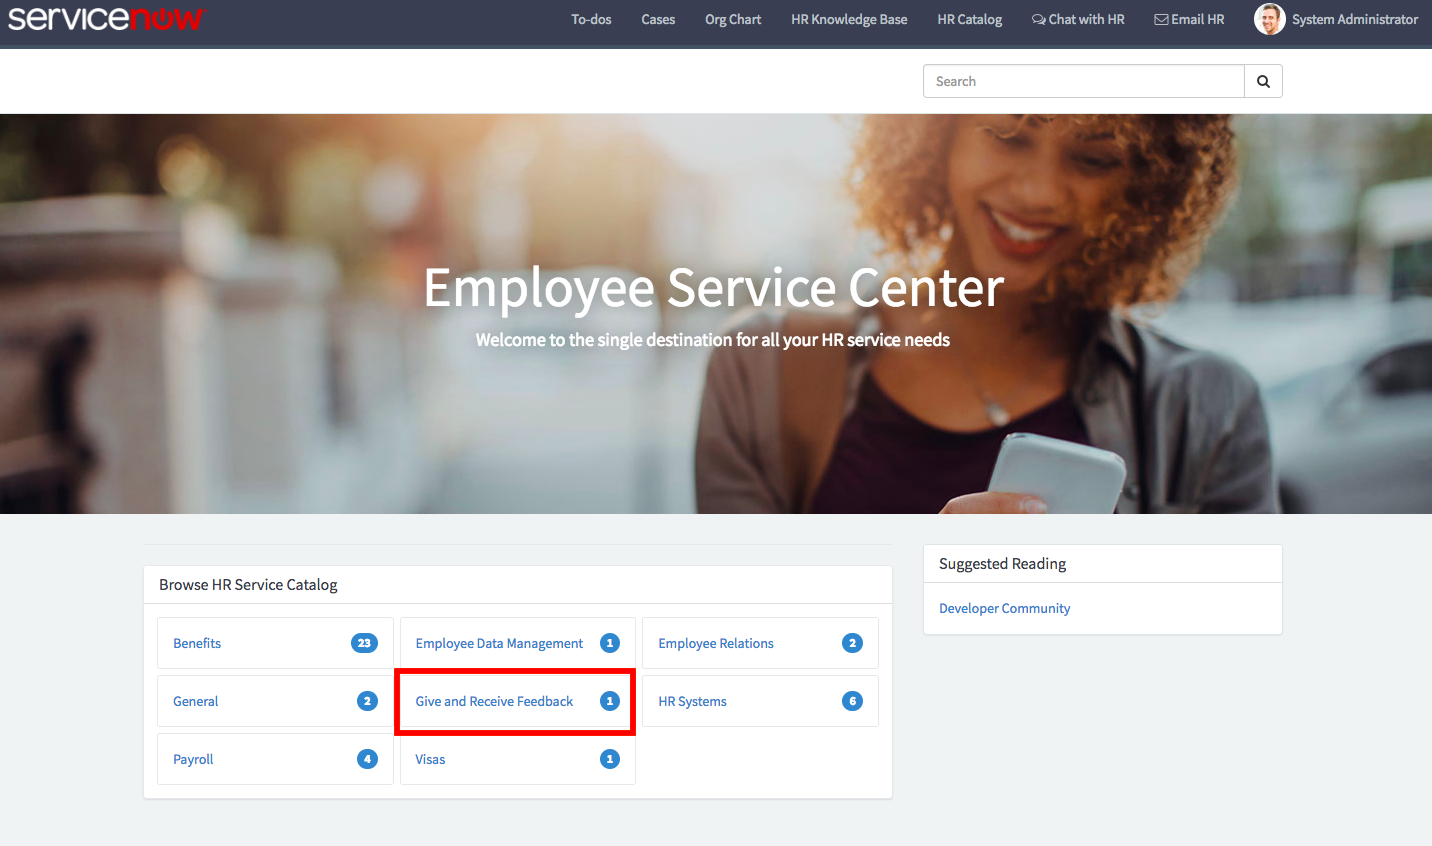 servicenow
To-dos Cases Org Chart HR Knowledge Base HR Catalog Chat with HR Email HR System Administrator
Search
Employee Service Center
Welcome to the single destination for all your HR service needs
Browse HR Service Catalog
Benefits 23
Employee Data Management 1
Employee Relations 2
General 2
Give and Receive Feedback 1
HR Systems 6
Payroll 4
Visas 1
Suggested Reading
Developer Community